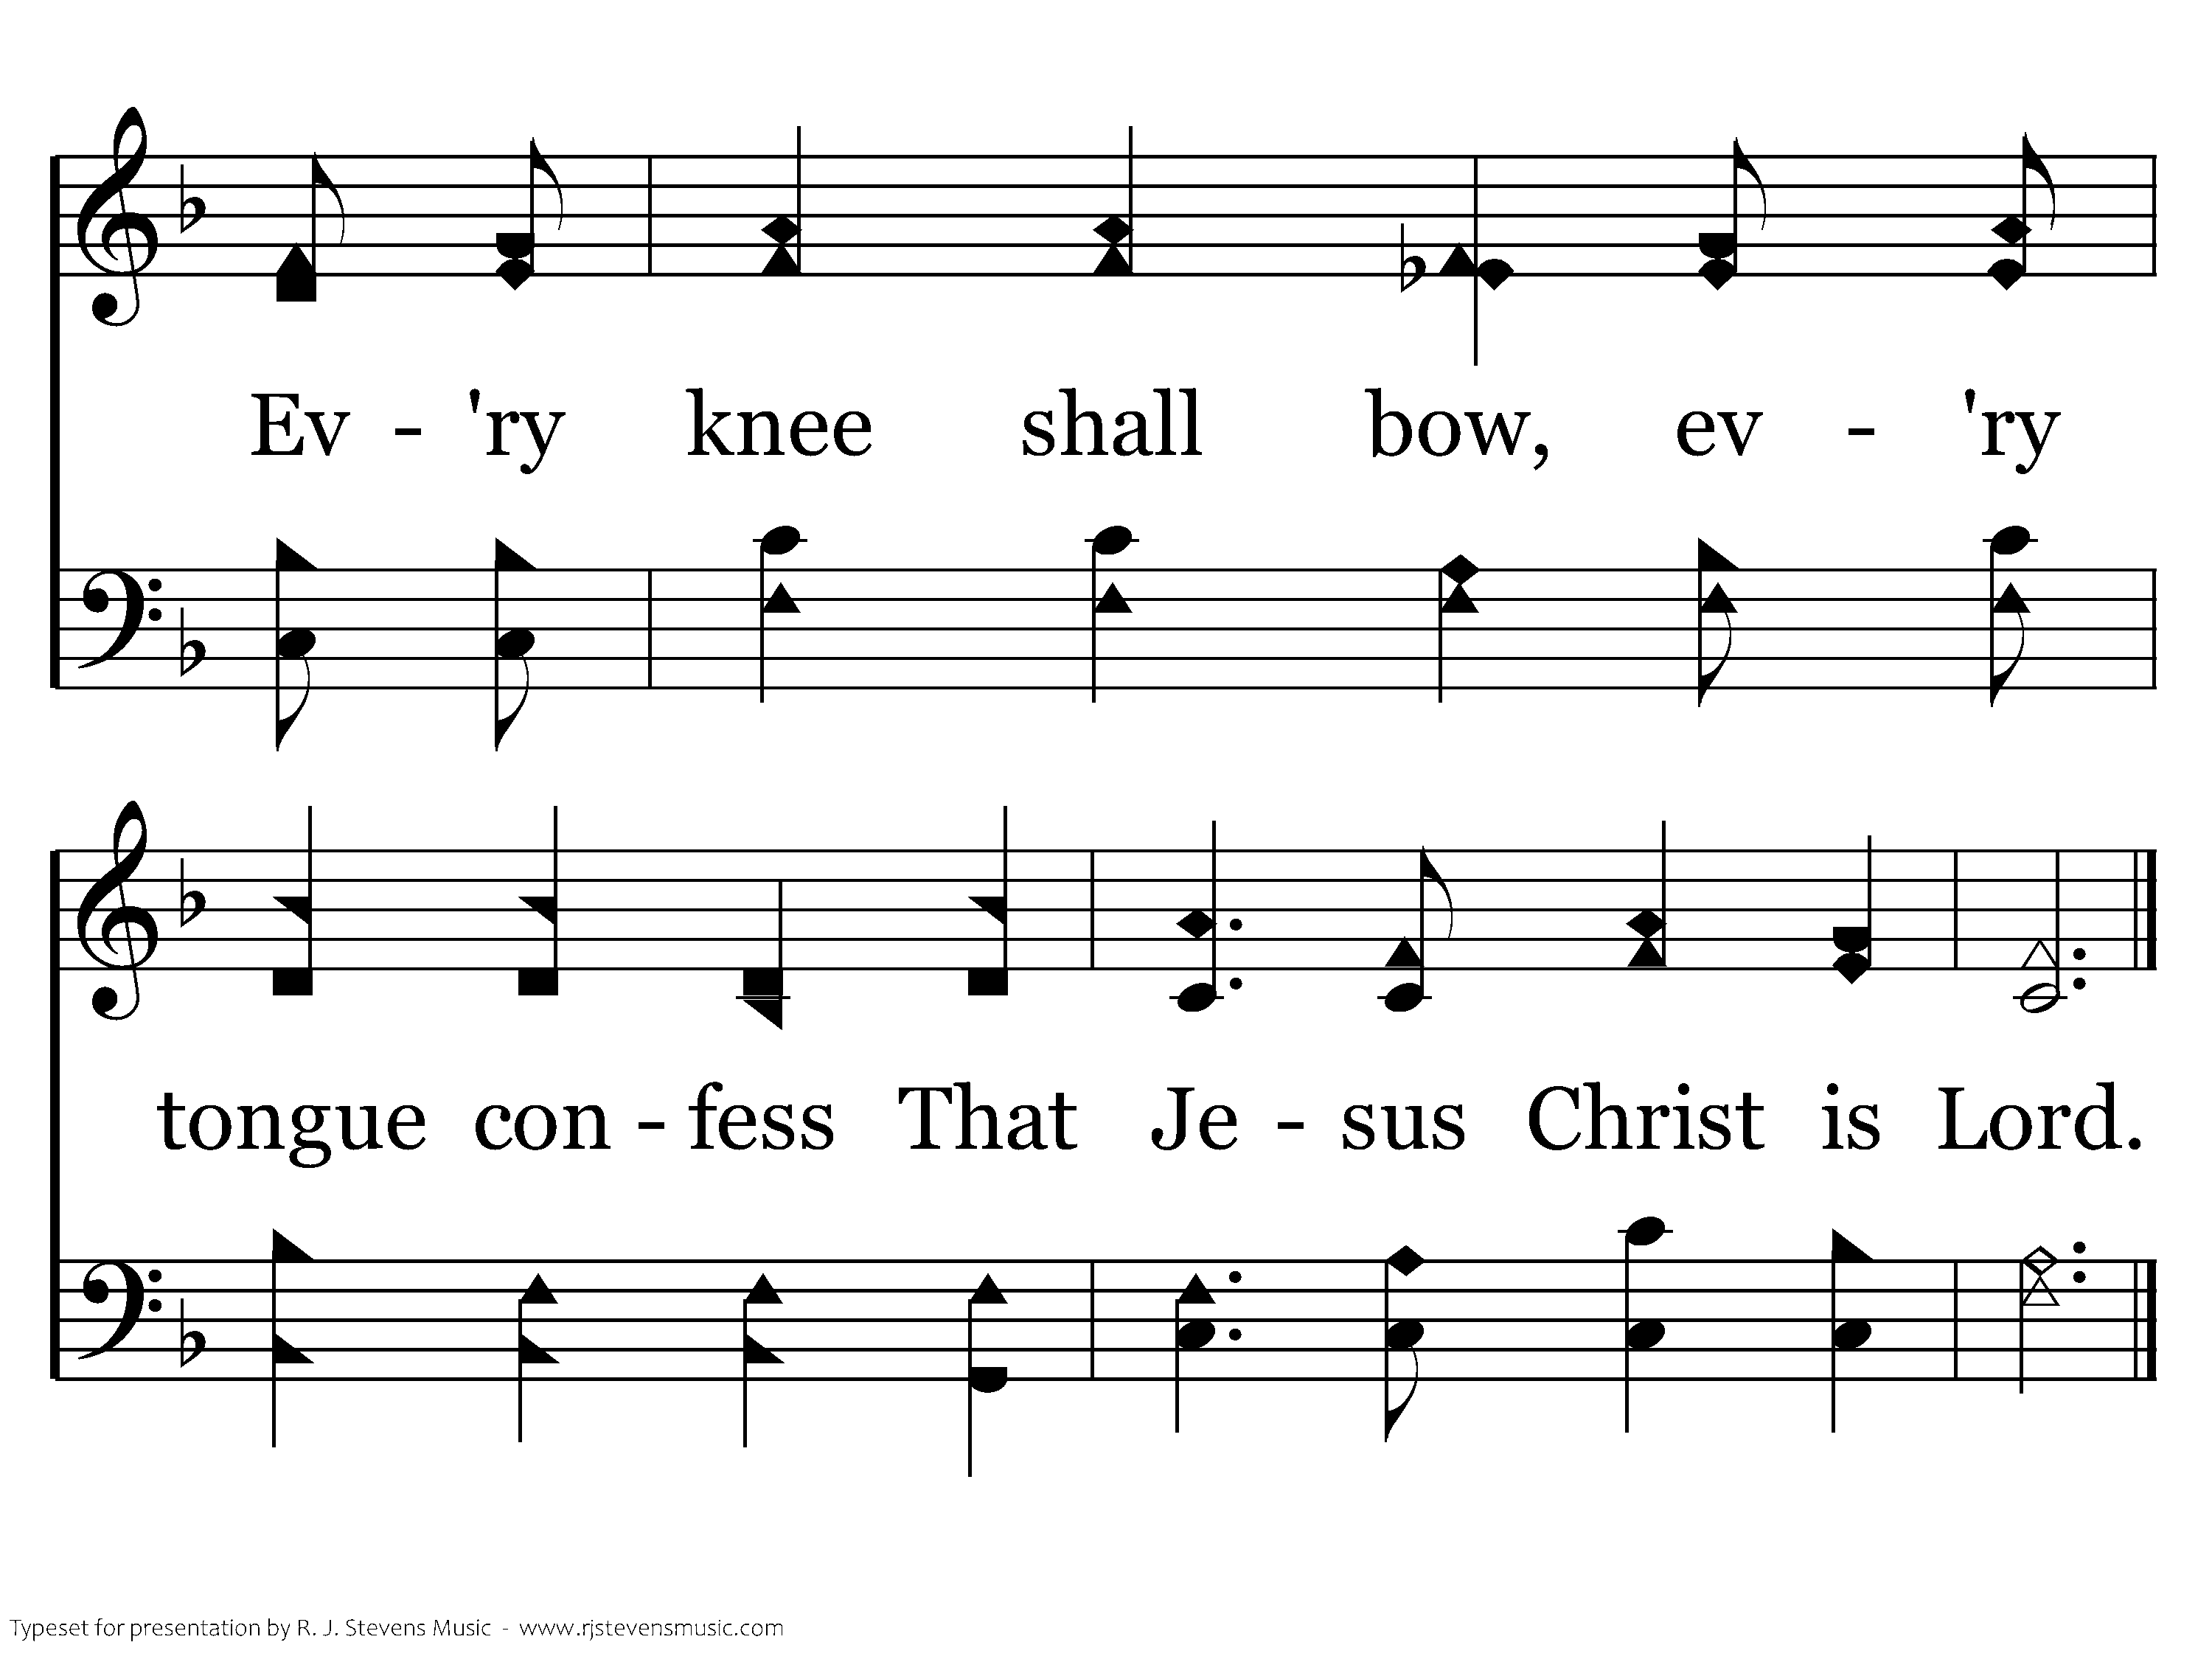 Ev - 'ry knee shall bow, ev - 'ry
tongue con - fess That Je - sus Christ is Lord.
Typeset for presentation by R. J. Stevens Music - www.rjstevensmusic.com